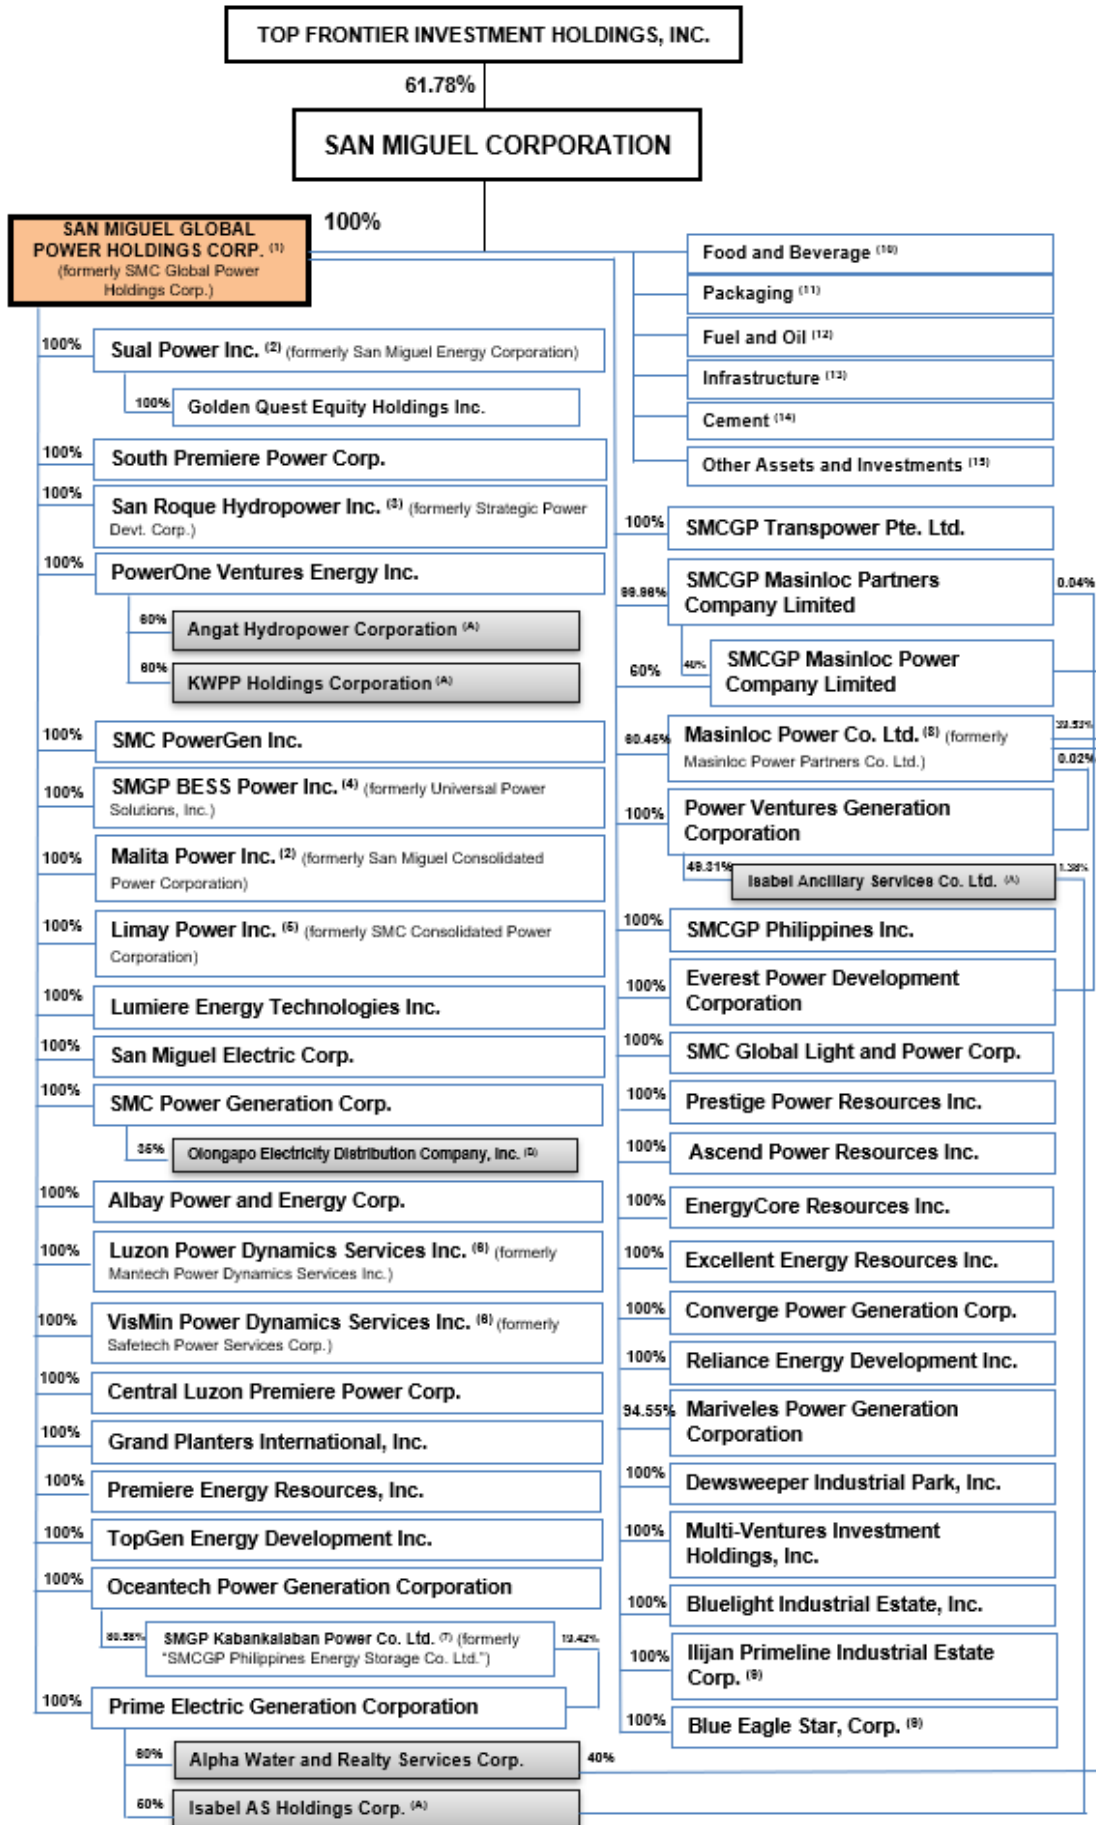 TOP FRONTIER INVESTMENT HOLDINGS, INC.
61.78%
SAN MIGUEL CORPORATION
100%
SAN MIGUEL GLOBAL
POWER HOLDINGS CORP. (1)
(formerly SMC Global Power
Holdings Corp.)
100%
Sual Power Inc. (2) (formerly San Miguel Energy Corporation)
100%
Golden Quest Equity Holdings Inc.
100%
South Premiere Power Corp.
100%
San Roque Hydropower Inc. (3) (formerly Strategic Power
Devt. Corp.)
100%
PowerOne Ventures Energy Inc.
60%
Angat Hydropower Corporation (A)
60%
KWPP Holdings Corporation (A)
100%
SMC PowerGen Inc.
100%
SMGP BESS Power Inc. (4) (formerly Universal Power
Solutions, Inc.)
100%
Malita Power Inc. (2) (formerly San Miguel Consolidated
Power Corporation)
100%
Limay Power Inc. (5) (formerly SMC Consolidated Power
Corporation)
100%
Lumiere Energy Technologies Inc.
100%
San Miguel Electric Corp.
100%
SMC Power Generation Corp.
35%
Olongapo Electricity Distribution Company, Inc.
100%
Albay Power and Energy Corp.
100%
Luzon Power Dynamics Services Inc. (6) (formerly
Mantech Power Dynamics Services Inc.)
100%
VisMin Power Dynamics Services Inc. (6) (formerly
Safetech Power Services Corp.)
100%
Central Luzon Premiere Power Corp.
100%
Grand Planters International, Inc.
100%
Premiere Energy Resources, Inc.
100%
TopGen Energy Development Inc.
100%
Oceantech Power Generation Corporation
80.58%
SMGP Kabankalaban Power Co. Ltd. (7) (formerly
“SMCGP Philippines Energy Storage Co. Ltd.”)
19.42%
100%
Prime Electric Generation Corporation
60%
Alpha Water and Realty Services Corp.
40%
60%
Isabel AS Holdings Corp. (A)
Food and Beverage (10)
Packaging (11)
Fuel and Oil (12)
Infrastructure (13)
Cement (14)
Other Assets and Investments (15)
100%
SMCGP Transpower Pte. Ltd.
99.96%
SMCGP Masinloc Partners
Company Limited
0.04%
60%
40%
SMCGP Masinloc Power
Company Limited
60.45%
Masinloc Power Co. Ltd. (8) (formerly
Masinloc Power Partners Co. Ltd.)
39.53%
0.02%
100%
Power Ventures Generation
Corporation
49.31%
Isabel Ancillary Services Co. Ltd. (A)
1.38%
100%
SMCGP Philippines Inc.
100%
Everest Power Development
Corporation
100%
SMC Global Light and Power Corp.
100%
Prestige Power Resources Inc.
100%
Ascend Power Resources Inc.
100%
EnergyCore Resources Inc.
100%
Excellent Energy Resources Inc.
100%
Converge Power Generation Corp.
100%
Reliance Energy Development Inc.
94.55%
Mariveles Power Generation
Corporation
100%
Dewsweeper Industrial Park, Inc.
100%
Multi-Ventures Investment
Holdings, Inc.
100%
Bluelight Industrial Estate, Inc.
100%
Ilijan Primeline Industrial Estate
Corp. (9)
100%
Blue Eagle Star, Corp. (9)